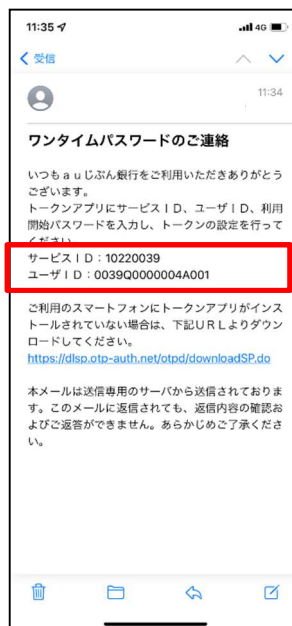 11:35
4G
受信
11:34
ワンタイムパスワードのご連絡
いつもａｕじぶん銀行をご利用いただきありがとう
ございます。
トークンアプリにサービスＩＤ、ユーザＩＤ、利用
開始パスワードを入力し、トークンの設定を行って
ください。
サービスＩＤ：10220039
ユーザＩＤ：0039Q0000004A001
ご利用のスマートフォンにトークンアプリがインス
トールされていない場合は、下記ＵＲＬよりダウン
ロードしてください。
https://dlsp.otp-auth.net/otpd/downloadSP.do
本メールは送信専用のサーバから送信されておりま
す。このメールに返信されても、返信内容の確認お
よびご返答ができません。あらかじめご了承くださ
い。